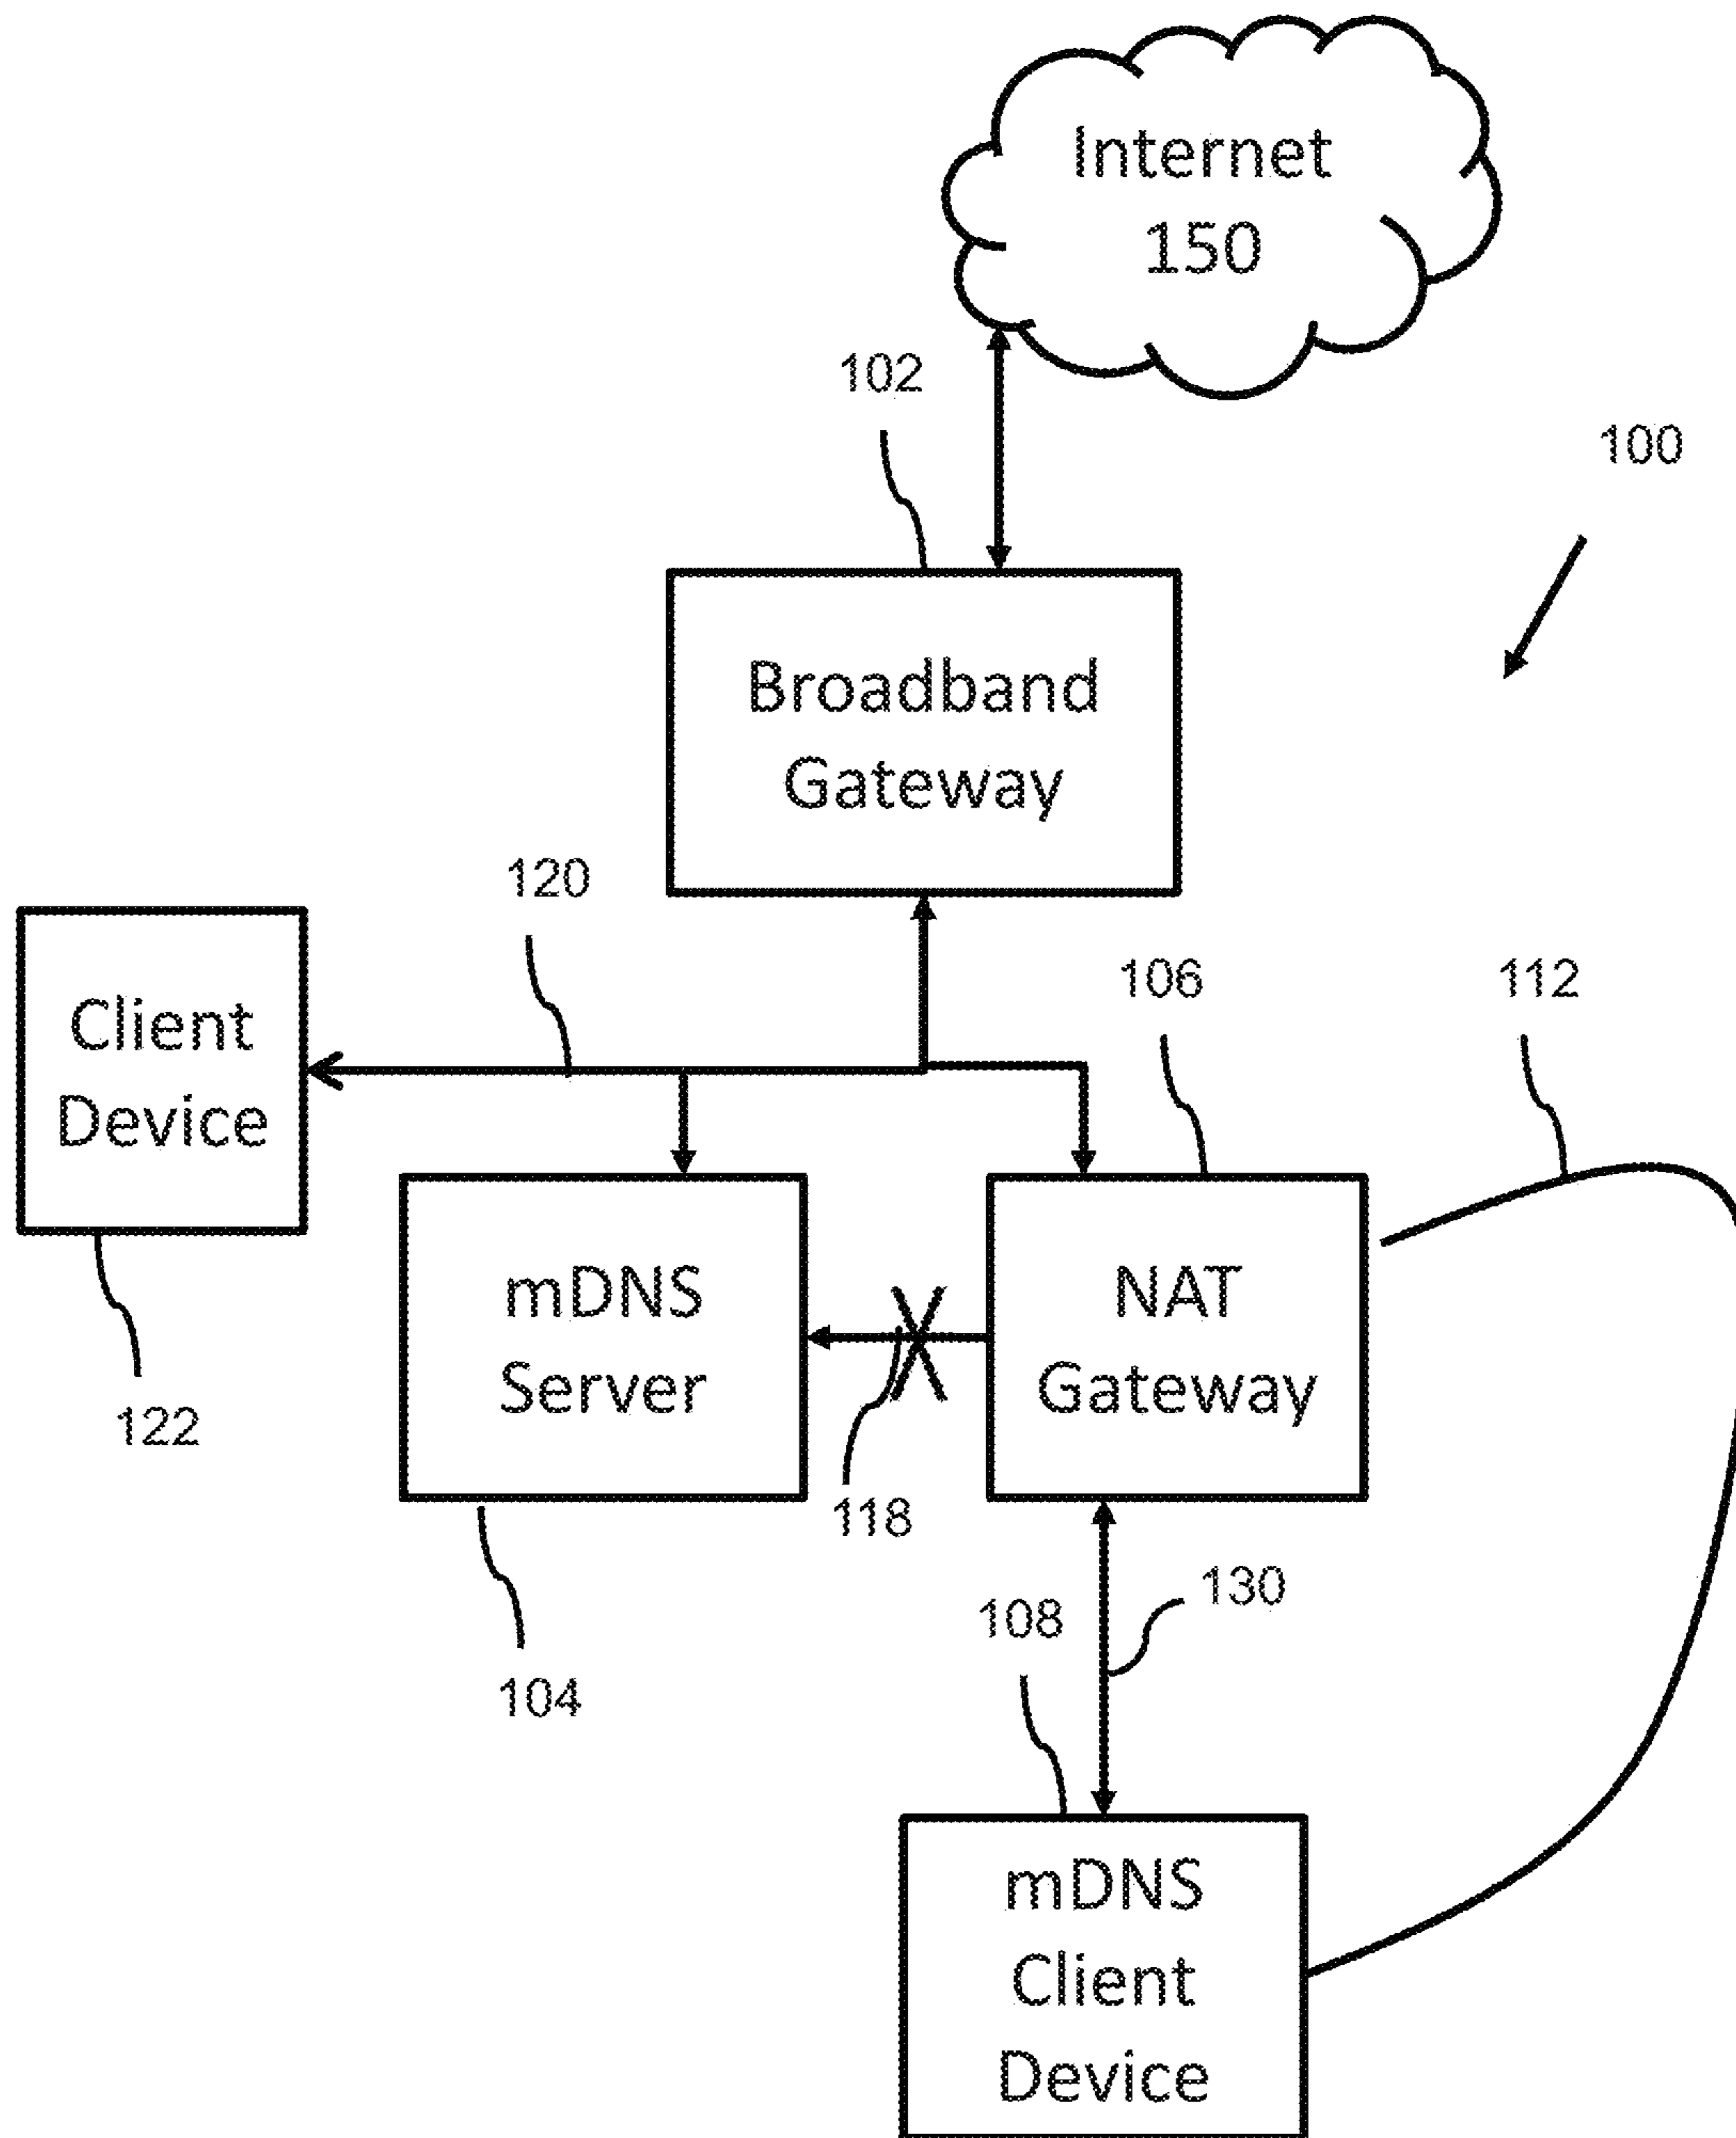 Internet
150
102
100
Broadband
Gateway
120
106
112
Client
Device
mDNS
Server
NAT
Gateway
122
118
130
108
104
mDNS
Client
Device